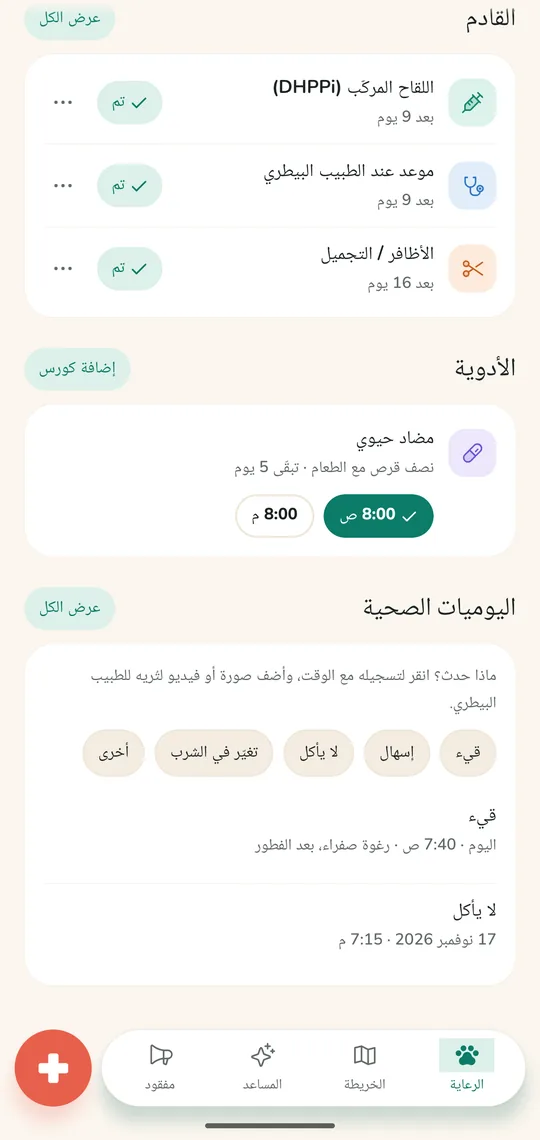 القادم
عرض الكل
اللقاح المركّب (DHPPi)
بعد 9 يوم
تم
موعد عند الطبيب البيطري
بعد 9 يوم
تم
الأظافر / التجميل
بعد 16 يوم
تم
الأدوية
إضافة كورس
مضاد حيوي
نصف قرص مع الطعام · تبقّى 5 يوم
8:00 ص
8:00 م
اليوميات الصحية
عرض الكل
ماذا حدث؟ انقر لتسجيله مع الوقت، وأضف صورة أو فيديو لتُريه للطبيب
البيطري.
قيء
إسهال
لا يأكل
تغيّر في الشرب
أخرى
قيء
اليوم · 7:40 ص · رغوة صفراء، بعد الفطور
لا يأكل
17 نوفمبر 2026 · 7:15 م
الرعاية
الخريطة
المساعد
مفقود